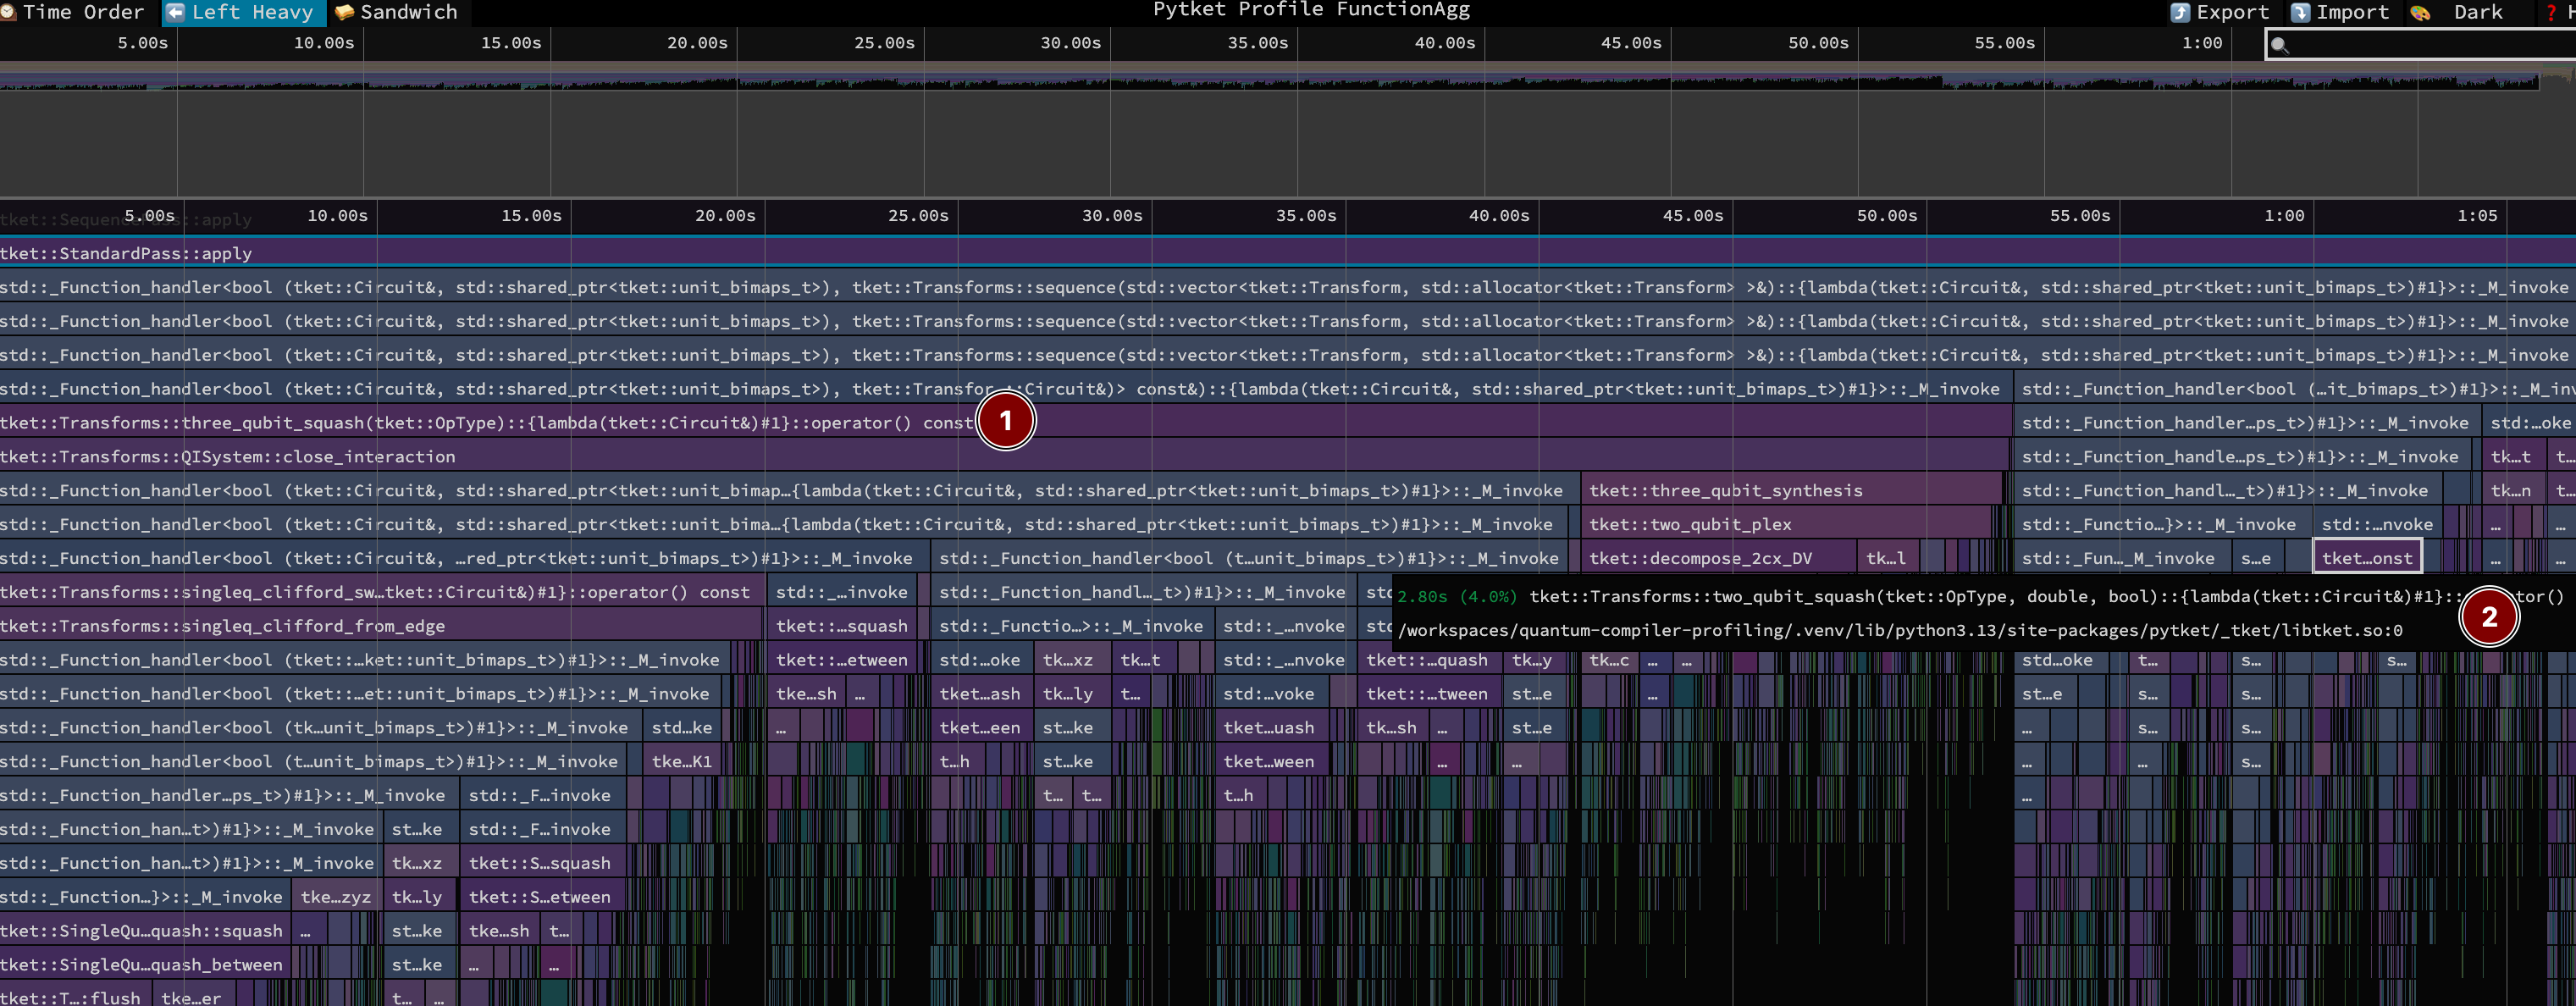 Time Order Left Heavy Sandwich Pytket Profile FunctionAgg Export Import Dark H
5.00s 10.00s 15.00s 20.00s 25.00s 30.00s 35.00s 40.00s 45.00s 50.00s 55.00s 1:00
5.00s 10.00s 15.00s 20.00s 25.00s 30.00s 35.00s 40.00s 45.00s 50.00s 55.00s 1:00 1:05
tket::StandardPass::apply
std::_Function_handler<bool (tket::Circuit&, std::shared_ptr<tket::unit_bimaps_t>), tket::Transforms::sequence(std::vector<tket::Transform, std::allocator<tket::Transform> >&)::{lambda(tket::Circuit&, std::shared_ptr<tket::unit_bimaps_t>)#1}>::_M_invoke
std::_Function_handler<bool (tket::Circuit&, std::shared_ptr<tket::unit_bimaps_t>), tket::Transforms::sequence(std::vector<tket::Transform, std::allocator<tket::Transform> >&)::{lambda(tket::Circuit&, std::shared_ptr<tket::unit_bimaps_t>)#1}>::_M_invoke
std::_Function_handler<bool (tket::Circuit&, std::shared_ptr<tket::unit_bimaps_t>), tket::Transforms::sequence(std::vector<tket::Transform, std::allocator<tket::Transform> >&)::{lambda(tket::Circuit&, std::shared_ptr<tket::unit_bimaps_t>)#1}>::_M_invoke
std::_Function_handler<bool (tket::Circuit&, std::shared_ptr<tket::unit_bimaps_t>), tket::Transfor ::Circuit&)> const&)::{lambda(tket::Circuit&, std::shared_ptr<tket::unit_bimaps_t>)#1}>::_M_invoke std::_Function_handler<bool (…it_bimaps_t>)#1}>::_M_inv
tket::Transforms::three_qubit_squash(tket::OpType)::{lambda(tket::Circuit&)#1}::operator() const 1 std::_Function_handler…ps_t>)#1}>::_M_invoke std:…oke
tket::Transforms::QISystem::close_interaction std::_Function_handle…ps_t>)#1}>::_M_invoke tk…t t…
std::_Function_handler<bool (tket::Circuit&, std::shared_ptr<tket::unit_bimap…{lambda(tket::Circuit&, std::shared_ptr<tket::unit_bimaps_t>)#1}>::_M_invoke tket::three_qubit_synthesis std::_Function_handl…_t>)#1}>::_M_invoke tk…n t…
std::_Function_handler<bool (tket::Circuit&, std::shared_ptr<tket::unit_bima…{lambda(tket::Circuit&, std::shared_ptr<tket::unit_bimaps_t>)#1}>::_M_invoke tket::two_qubit_plex std::_Functio…}>::_M_invoke std::…nvoke … …
std::_Function_handler<bool (tket::Circuit&, …red_ptr<tket::unit_bimaps_t>)#1}>::_M_invoke std::_Function_handler<bool (t…unit_bimaps_t>)#1}>::_M_invoke tket::decompose_2cx_DV tk…l std::_Fun…_M_invoke s…e tket…onst … …
tket::Transforms::singleq_clifford_sw…tket::Circuit&)#1}::operator() const std::_…invoke std::_Function_handl…_t>)#1}>::_M_invoke std
2.80s (4.0%) tket::Transforms::two_qubit_squash(tket::OpType, double, bool)::{lambda(tket::Circuit&)#1}:: tor() 2
tket::Transforms::singleq_clifford_from_edge tket::…squash std::_Functio…>::_M_invoke std::_…nvoke std
/workspaces/quantum-compiler-profiling/.venv/lib/python3.13/site-packages/pytket/_tket/libtket.so:0
std::_Function_handler<bool (tket::…ket::unit_bimaps_t>)#1}>::_M_invoke tket::…etween std:…oke tk…xz tk…t std::_…nvoke tket::…quash tk…y tk…c … … std…oke t… s… s…
std::_Function_handler<bool (tket::…et::unit_bimaps_t>)#1}>::_M_invoke tke…sh … tket…ash tk…ly t… std:…voke tket::…tween st…e … st…e s… s…
std::_Function_handler<bool (tk…unit_bimaps_t>)#1}>::_M_invoke std…ke … tket…een st…ke tket…uash tk…sh … st…e … s… s…
std::_Function_handler<bool (t…unit_bimaps_t>)#1}>::_M_invoke tke…K1 t…h st…ke tket…ween … … … … s…
std::_Function_handler…ps_t>)#1}>::_M_invoke std::_F…invoke t… t… t…h …
std::_Function_han…t>)#1}>::_M_invoke st…ke std::_F…invoke
std::_Function_han…t>)#1}>::_M_invoke tk…xz tket::S…squash
std::_Function…}>::_M_invoke tke…zyz tk…ly tket::S…etween
tket::SingleQu…quash::squash … st…ke tke…sh t…
tket::SingleQu…quash_between st…ke … …
tket::T…:flush tke…er t… …